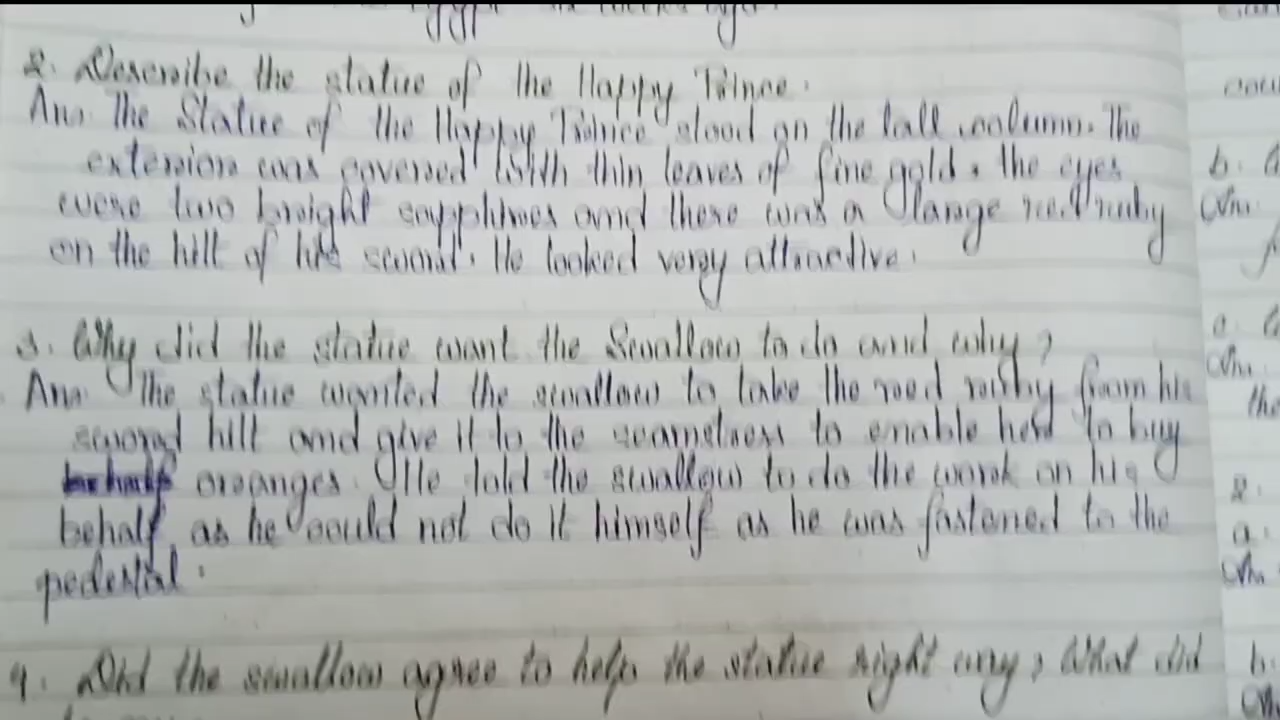 2. Describe the statue of the Happy Prince.
Ans. The Statue of the Happy Prince stood on the tall column. The
exterior was covered with thin leaves of fine gold. The eyes
were two bright sapphires and there was a large red ruby
on the hilt of his sword. He looked very attractive.
3. Why did the statue want the Swallow to do and why?
Ans The statue wanted the swallow to take the red ruby from his
sword hilt and give it to the seamstress to enable her to buy
oranges. He told the swallow to do the work on his
behalf, as he could not do it himself as he was fastened to the
pedestal.
4. Did the swallow agree to help the statue right away? What did
b.
Ans
c.
Ans.
the
2.
a.
Ans
b.